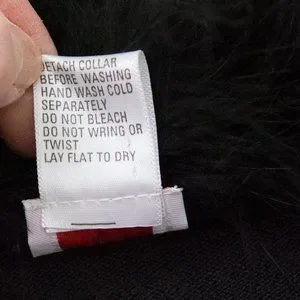 DETACH COLLAR
BEFORE WASHING
HAND WASH COLD
SEPARATELY
DO NOT BLEACH
DO NOT WRING OR
TWIST
LAY FLAT TO DRY